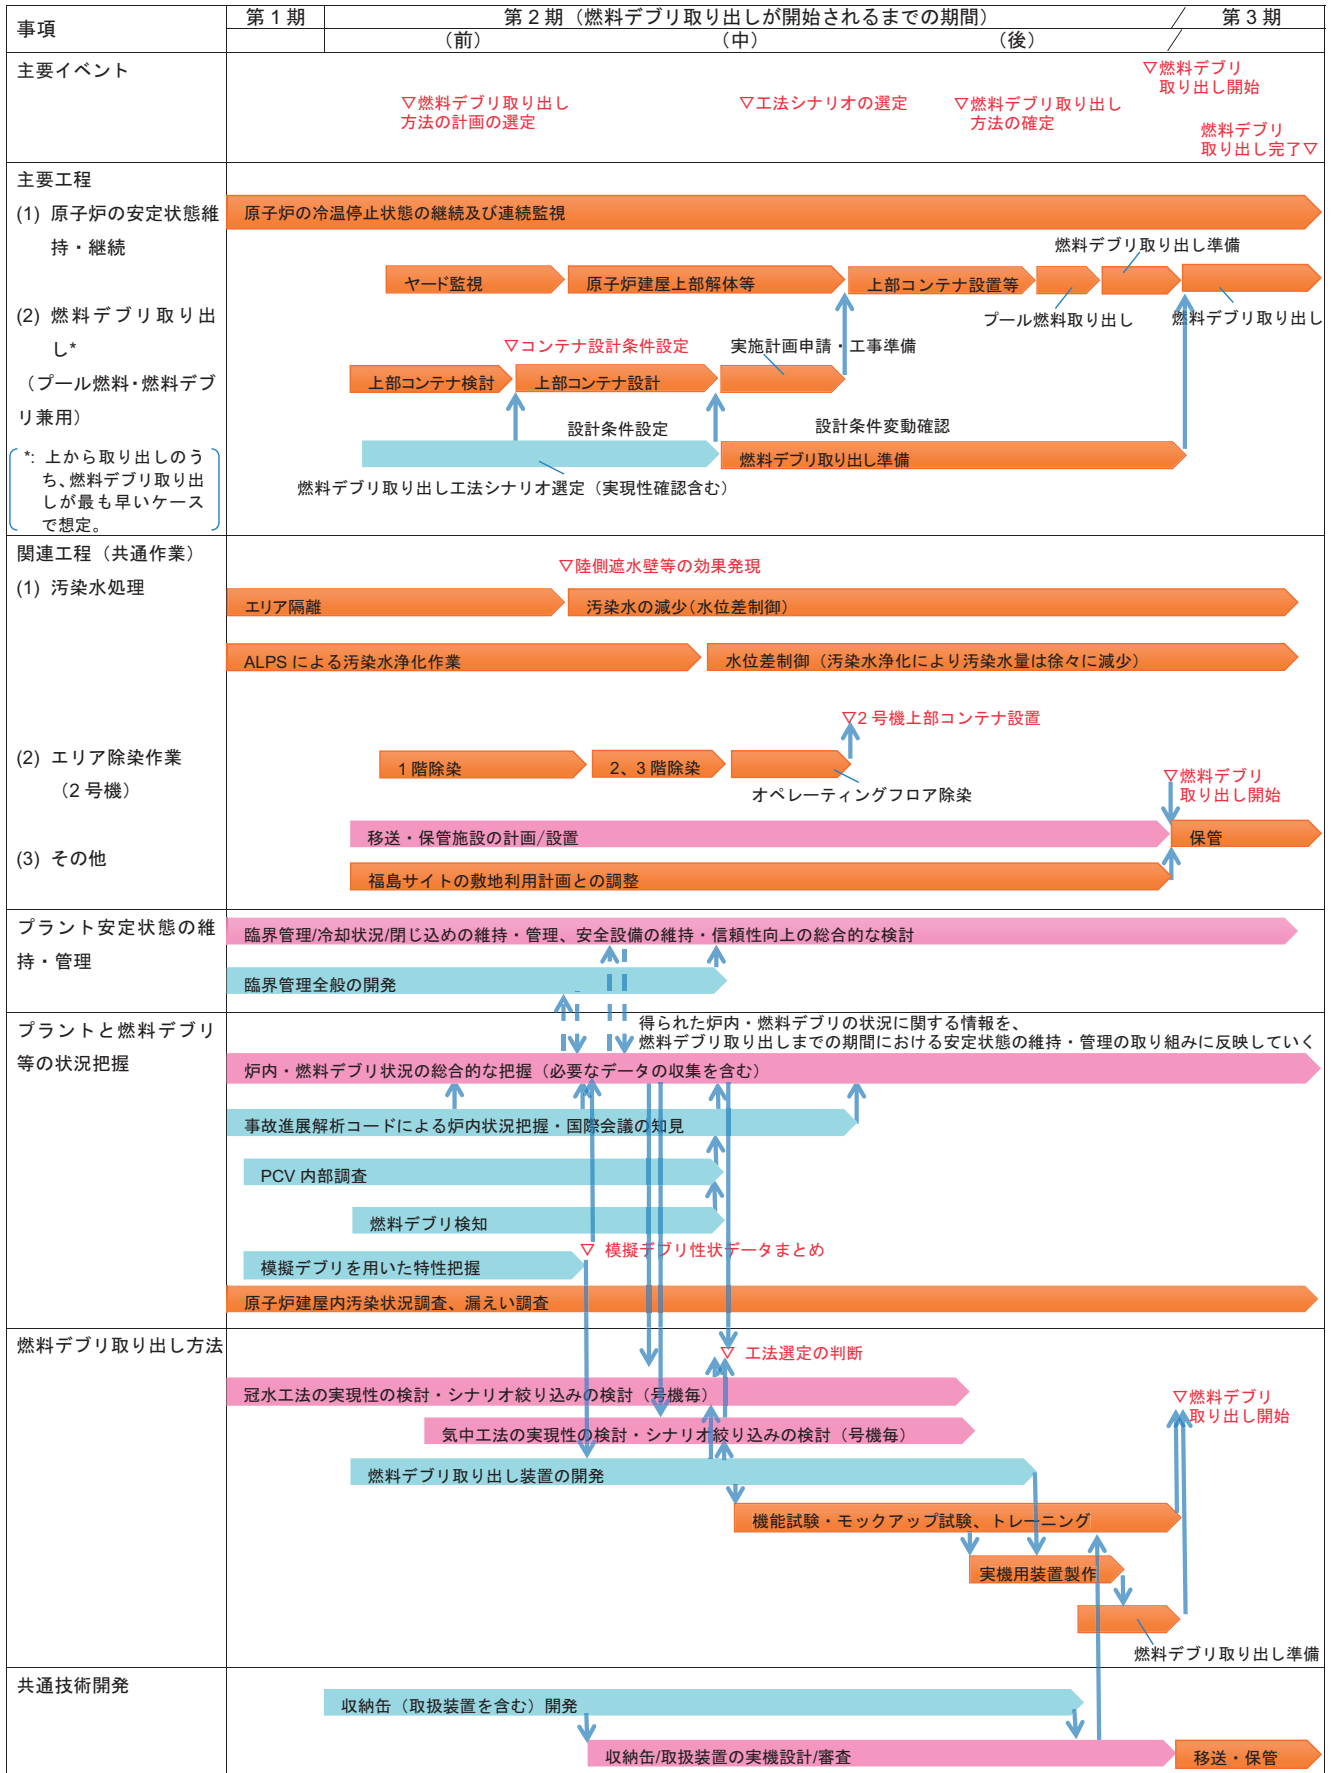 事項
第1期
第2期（燃料デブリ取り出しが開始されるまでの期間）
第3期
（前）
（中）
（後）
主要イベント
▽燃料デブリ
取り出し開始
▽燃料デブリ取り出し
方法の計画の選定
▽工法シナリオの選定
▽燃料デブリ取り出し
方法の確定
燃料デブリ
取り出し完了▽
主要工程
(1) 原子炉の安定状態維
持・継続
原子炉の冷温停止状態の継続及び連続監視
燃料デブリ取り出し準備
ヤード監視
原子炉建屋上部解体等
上部コンテナ設置等
(2) 燃料デブリ取り出
し*
（プール燃料・燃料デブ
リ兼用）
プール燃料取り出し
燃料デブリ取り出し
▽コンテナ設計条件設定
実施計画申請・工事準備
上部コンテナ検討
上部コンテナ設計
設計条件設定
設計条件変動確認
燃料デブリ取り出し準備
燃料デブリ取り出し工法シナリオ選定（実現性確認含む）
*: 上から取り出しのう
ち、燃料デブリ取り出
しが最も早いケース
で想定。
関連工程（共通作業）
(1) 汚染水処理
▽陸側遮水壁等の効果発現
エリア隔離
汚染水の減少（水位差制御）
ALPS による汚染水浄化作業
水位差制御（汚染水浄化により汚染水量は徐々に減少）
▽2 号機上部コンテナ設置
(2) エリア除染作業
（2 号機）
1 階除染
2、3 階除染
オペレーティングフロア除染
▽燃料デブリ
取り出し開始
移送・保管施設の計画/設置
保管
(3) その他
福島サイトの敷地利用計画との調整
プラント安定状態の維
持・管理
臨界管理/冷却状況/閉じ込めの維持・管理、安全設備の維持・信頼性向上の総合的な検討
臨界管理全般の開発
プラントと燃料デブリ
等の状況把握
得られた炉内・燃料デブリの状況に関する情報を、
燃料デブリ取り出しまでの期間における安定状態の維持・管理の取り組みに反映していく
炉内・燃料デブリ状況の総合的な把握（必要なデータの収集を含む）
事故進展解析コードによる炉内状況把握・国際会議の知見
PCV 内部調査
燃料デブリ検知
▽ 模擬デブリ性状データまとめ
模擬デブリを用いた特性把握
原子炉建屋内汚染状況調査、漏えい調査
燃料デブリ取り出し方法
▽ 工法選定の判断
冠水工法の実現性の検討・シナリオ絞り込みの検討（号機毎）
▽燃料デブリ
取り出し開始
気中工法の実現性の検討・シナリオ絞り込みの検討（号機毎）
燃料デブリ取り出し装置の開発
機能試験・モックアップ試験、トレーニング
実機用装置製作
燃料デブリ取り出し準備
共通技術開発
収納缶（取扱装置を含む）開発
収納缶/取扱装置の実機設計/審査
移送・保管